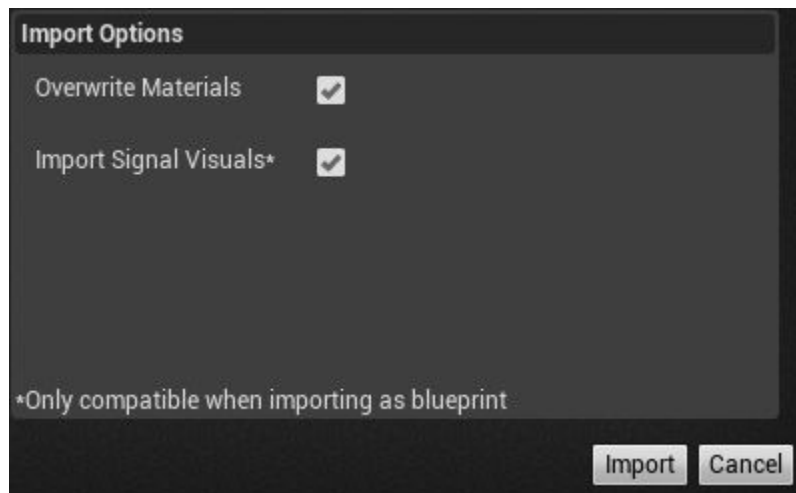 Import Options
Overwrite Materials
Import Signal Visuals*
*Only compatible when importing as blueprint
Import Cancel